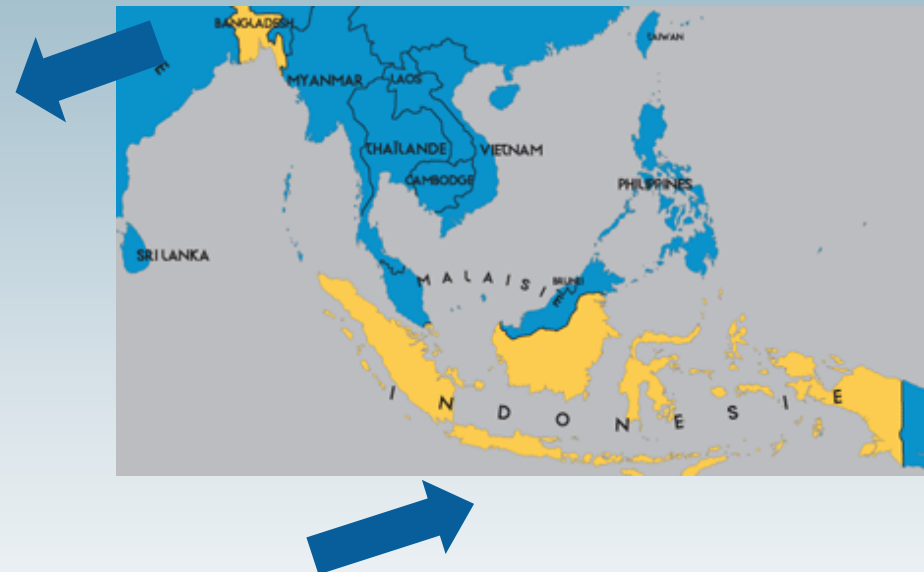 BANGLADESH
TAIWAN
E
MYANMAR
LAOS
THAÏLANDE
VIETNAM
CAMBODGE
PHILIPPINES
SRI LANKA
MALAISIE
BRUNEI
INDONESIE